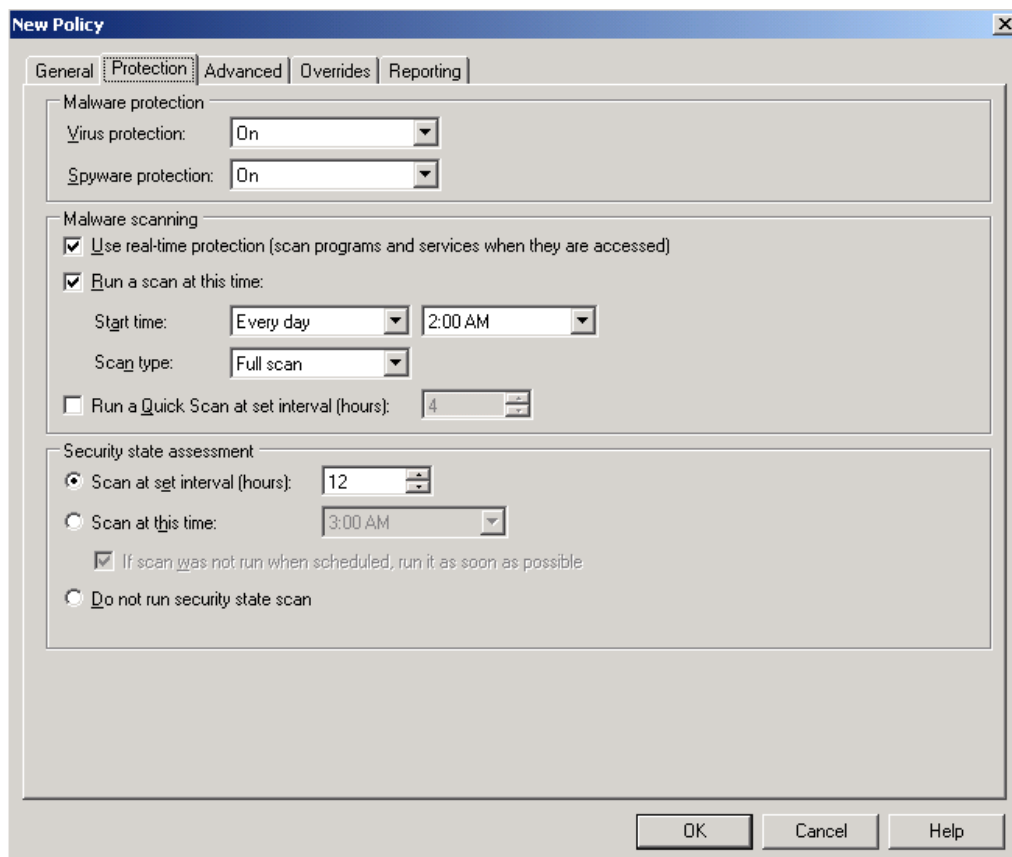 New Policy
General Protection Advanced Overrides Reporting
Malware protection
Virus protection: On
Spyware protection: On
Malware scanning
Use real-time protection (scan programs and services when they are accessed)
Run a scan at this time:
Start time: Every day 2:00 AM
Scan type: Full scan
Run a Quick Scan at set interval (hours): 4
Security state assessment
Scan at set interval (hours): 12
Scan at this time: 3:00 AM
If scan was not run when scheduled, run it as soon as possible
Do not run security state scan
OK Cancel Help